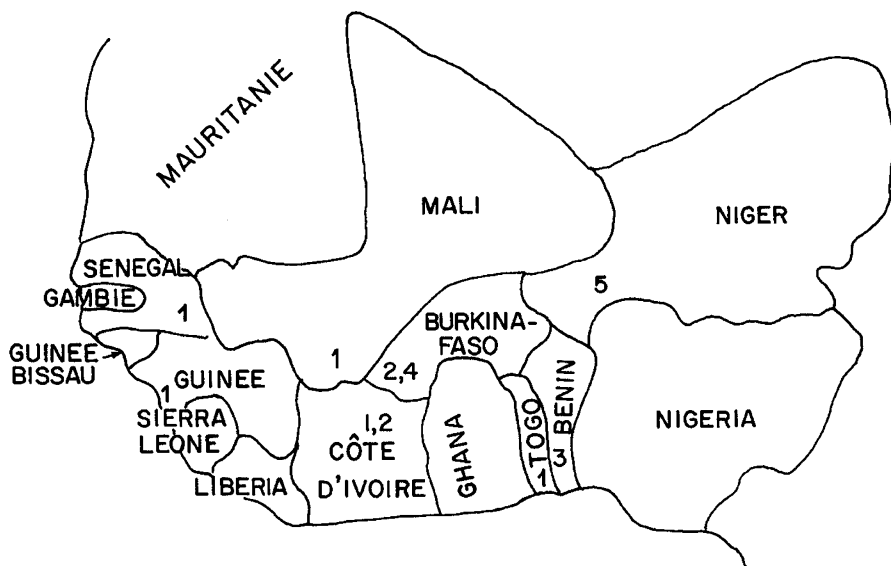 MAURITANIE
MALI
NIGER
SENEGAL
GAMBIE
1
5
BURKINA-
FASO
GUINEE
BISSAU
1
2,4
GUINEE
1
SIERRA
LEONE
LIBERIA
1,2
CÔTE
D'IVOIRE
GHANA
TOGO
1
BENIN
3
NIGERIA